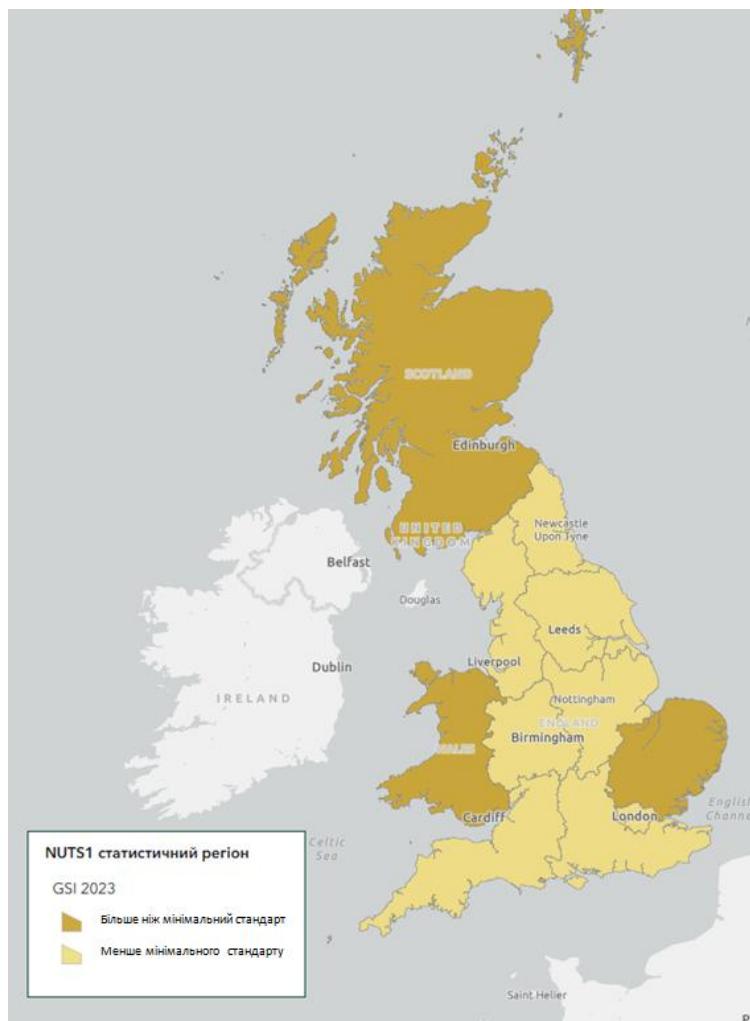 SCOTLAND
Edinburgh
UNITED
KINGDOM
Newcastle
Upon Tyne
Belfast
Douglas
Leeds
Liverpool
Dublin
IRELAND
Nottingham
ENGLAND
Birmingham
WALES
Cardiff
London
English
Channe
Celtic
Sea
NUTS1 статистичний регіон
GSI 2023
Більше ніж мінімальний стандарт
Менше мінімального стандарту
Saint Helier